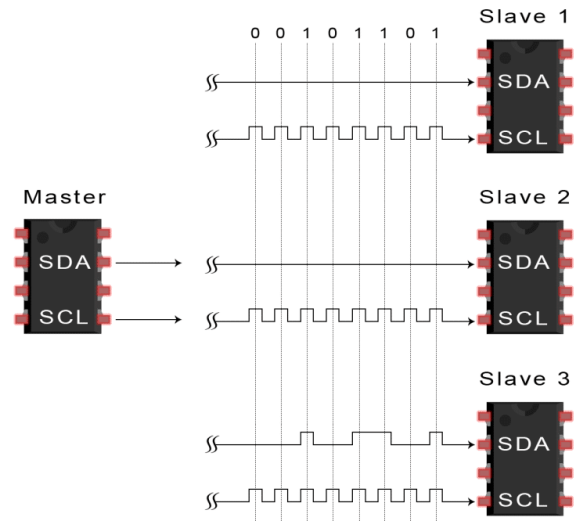 Slave 1
0 0 1 0 1 1 0 1
SDA
SCL
Master
SDA
SCL
Slave 2
SDA
SCL
Slave 3
SDA
SCL